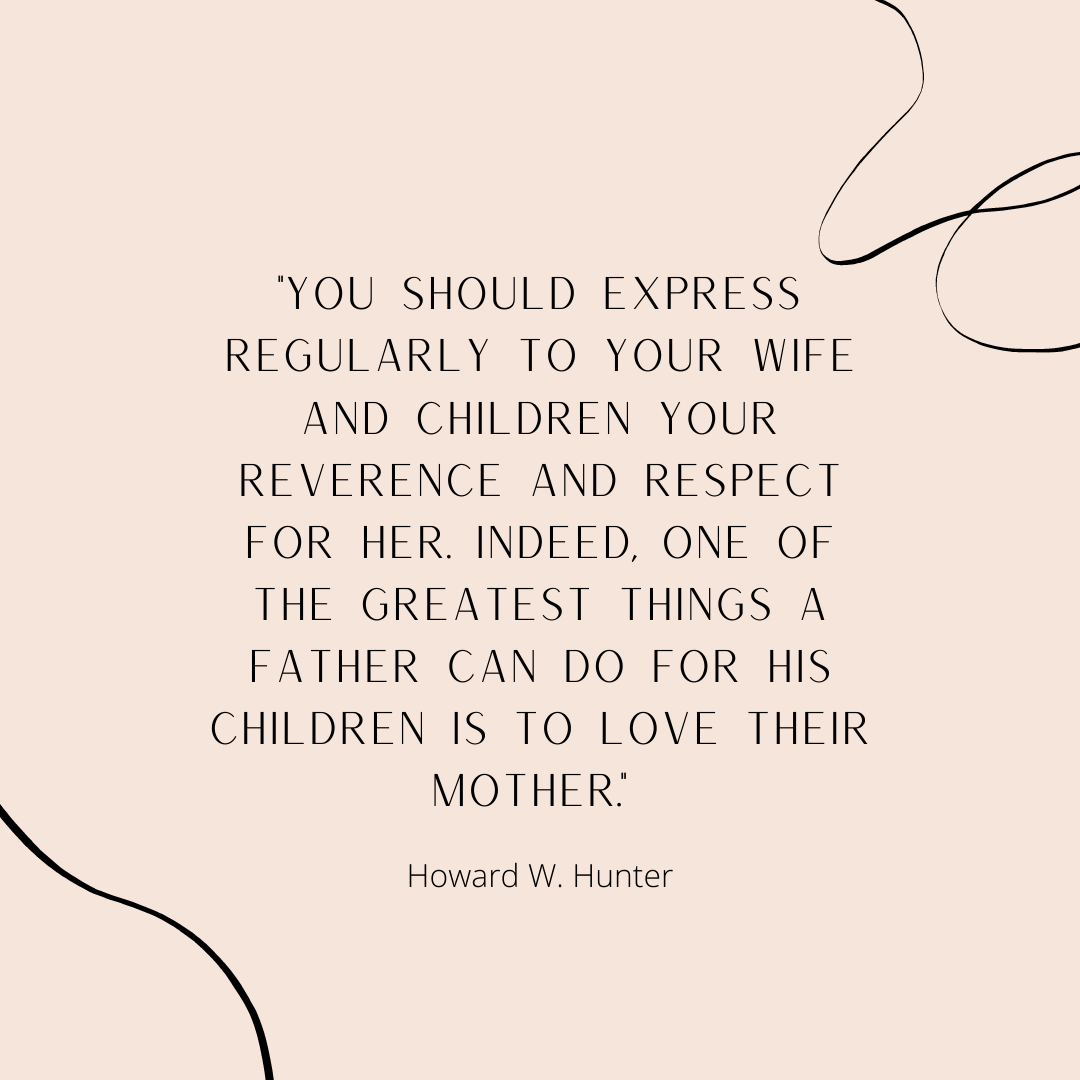 "YOU SHOULD EXPRESS
REGULARLY TO YOUR WIFE
AND CHILDREN YOUR
REVERENCE AND RESPECT
FOR HER. INDEED, ONE OF
THE GREATEST THINGS A
FATHER CAN DO FOR HIS
CHILDREN IS TO LOVE THEIR
MOTHER."
Howard W. Hunter